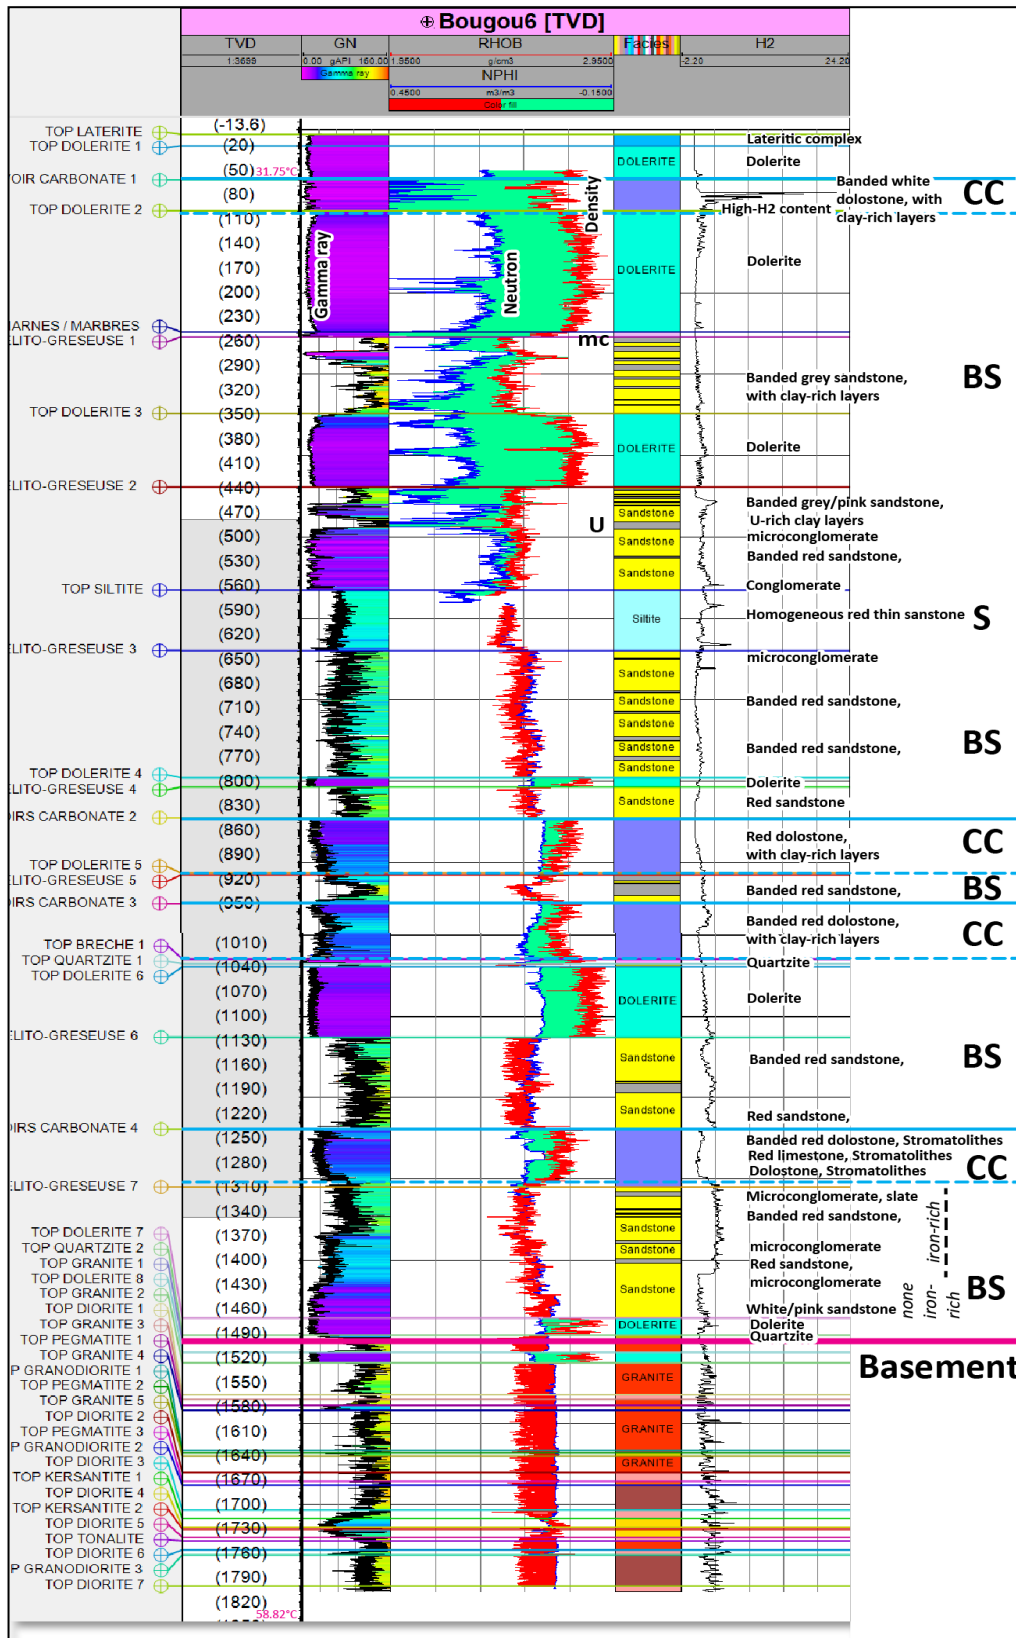 ⊕ Bougou6 [TVD]
TVD GN RHOB Facies H2
1:3699 0.00 gAPI 160.00 1.9500 g/cm3 2.9500 -2.20 24.20
Gamma ray NPHI
0.4500 m3/m3 -0.1500
Color fill
(-13.6)
TOP LATERITE
Lateritic complex
TOP DOLERITE 1 (20)
DOLERITE Dolerite
(50) 31.75°C
OIR CARBONATE 1
Banded white
dolostone, with
clay-rich layers
CC
(80)
High-H2 content
TOP DOLERITE 2
(110)
Gamma ray
Neutron
Density
(140)
(170)
DOLERITE Dolerite
(200)
(230)
ARNES / MARBRES
ELITO-GRESEUSE 1 (260)
mc
(290)
BS
(320)
Banded grey sandstone,
with clay-rich layers
TOP DOLERITE 3 (350)
(380)
DOLERITE Dolerite
(410)
ELITO-GRESEUSE 2 (440)
Banded grey/pink sandstone,
U-rich clay layers
(470)
Sandstone
U
microconglomerate
(500)
Sandstone
Banded red sandstone,
(530)
Sandstone
(560)
Conglomerate
TOP SILTITE
(590)
Siltite
Homogeneous red thin sanstone
S
(620)
ELITO-GRESEUSE 3 (650)
microconglomerate
(680)
Sandstone
(710)
Sandstone
Banded red sandstone,
Sandstone
(740)
Sandstone
Banded red sandstone,
BS
(770)
Sandstone
TOP DOLERITE 4 (800)
Dolerite
ELITO-GRESEUSE 4
(830)
Sandstone
Red sandstone
OIRS CARBONATE 2
(860)
Red dolostone,
with clay-rich layers
CC
(890)
TOP DOLERITE 5
ELITO-GRESEUSE 5 (920)
Banded red sandstone,
BS
OIRS CARBONATE 3 (950)
Banded red dolostone,
with clay-rich layers
CC
TOP BRECHE 1 (1010)
TOP QUARTZITE 1 (1040)
Quartzite
TOP DOLERITE 6
(1070)
DOLERITE Dolerite
(1100)
ELITO-GRESEUSE 6 (1130)
Sandstone
Banded red sandstone,
BS
(1160)
(1190)
Sandstone
Red sandstone,
(1220)
OIRS CARBONATE 4
(1250)
Banded red dolostone, Stromatolithes
Red limestone, Stromatolithes
Dolostone, Stromatolithes
CC
(1280)
ELITO-GRESEUSE 7 (1310)
Microconglomerate, slate
(1340)
Banded red sandstone,
iron-rich
TOP DOLERITE 7 (1370)
Sandstone
TOP QUARTZITE 2
Sandstone
microconglomerate
TOP GRANITE 1 (1400)
Red sandstone,
microconglomerate
TOP DOLERITE 8
TOP GRANITE 2 (1430)
Sandstone
BS
none
iron-
rich
TOP DIORITE 1 (1460)
White/pink sandstone
TOP GRANITE 3
DOLERITE Dolerite
TOP PEGMATITE 1 (1490)
Quartzite
TOP GRANITE 4 (1520)
Basement
P GRANODIORITE 1
GRANITE
TOP PEGMATITE 2 (1550)
TOP GRANITE 5 (1580)
TOP DIORITE 2
TOP PEGMATITE 3 (1610)
GRANITE
P GRANODIORITE 2
TOP DIORITE 3 (1640)
GRANITE
TOP KERSANTITE 1 (1670)
TOP DIORITE 4
TOP KERSANTITE 2 (1700)
TOP DIORITE 5 (1730)
TOP TONALITE
TOP DIORITE 6 (1760)
P GRANODIORITE 3
TOP DIORITE 7 (1790)
(1820)
58.82°C